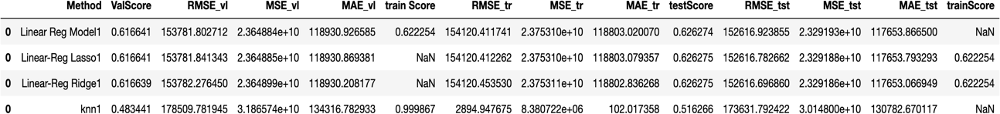 Method ValScore RMSE_vl MSE_vl MAE_vl train Score RMSE_tr MSE_tr MAE_tr testScore RMSE_tst MSE_tst MAE_tst trainScore
0 Linear Reg Model1 0.616641 153781.802712 2.364884e+10 118930.926585 0.622254 154120.411741 2.375310e+10 118803.020070 0.626274 152616.923855 2.329193e+10 117653.866500 NaN
0 Linear-Reg Lasso1 0.616641 153781.841343 2.364885e+10 118930.869381 NaN 154120.412262 2.375310e+10 118803.079357 0.626275 152616.782662 2.329188e+10 117653.793293 0.622254
0 Linear-Reg Ridge1 0.616639 153782.276450 2.364899e+10 118930.208177 NaN 154120.453530 2.375311e+10 118802.836268 0.626275 152616.696860 2.329186e+10 117653.066949 0.622254
0 knn1 0.483441 178509.781945 3.186574e+10 134316.782933 0.999867 2894.947675 8.380722e+06 102.017358 0.516266 173631.792422 3.014800e+10 130782.670117 NaN